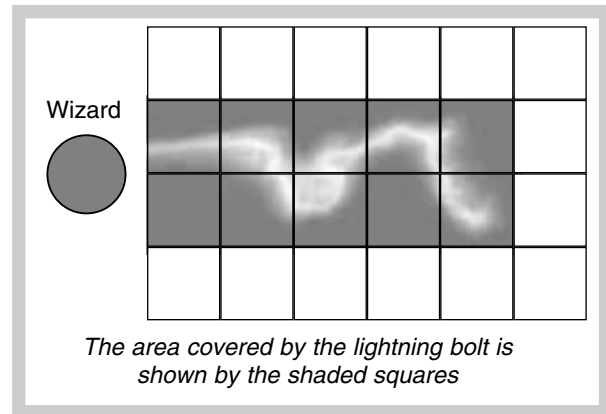 Wizard
The area covered by the lightning bolt is
shown by the shaded squares